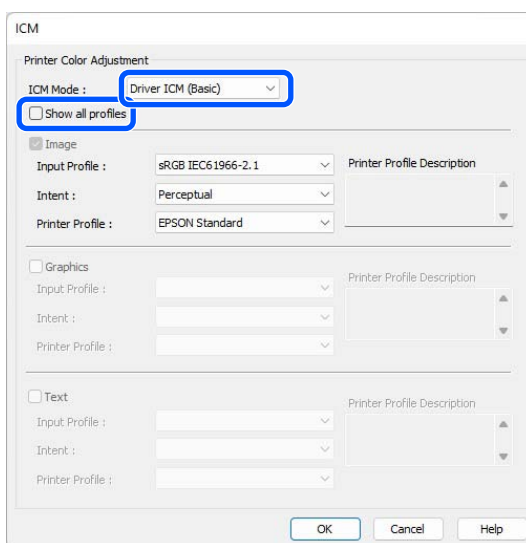 ICM
Printer Color Adjustment
ICM Mode : Driver ICM (Basic)
Show all profiles
Image
Input Profile : sRGB IEC61966-2.1 Printer Profile Description
Intent : Perceptual
Printer Profile : EPSON Standard
Graphics
Input Profile : Printer Profile Description
Intent :
Printer Profile :
Text
Input Profile : Printer Profile Description
Intent :
Printer Profile :
OK Cancel Help